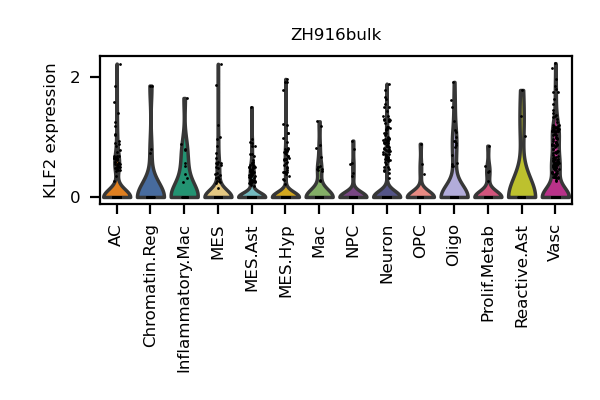 ZH916bulk
KLF2 expression
2
0
AC
Chromatin.Reg
Inflammatory.Mac
MES
MES.Ast
MES.Hyp
Mac
NPC
Neuron
OPC
Oligo
Prolif.Metab
Reactive.Ast
Vasc